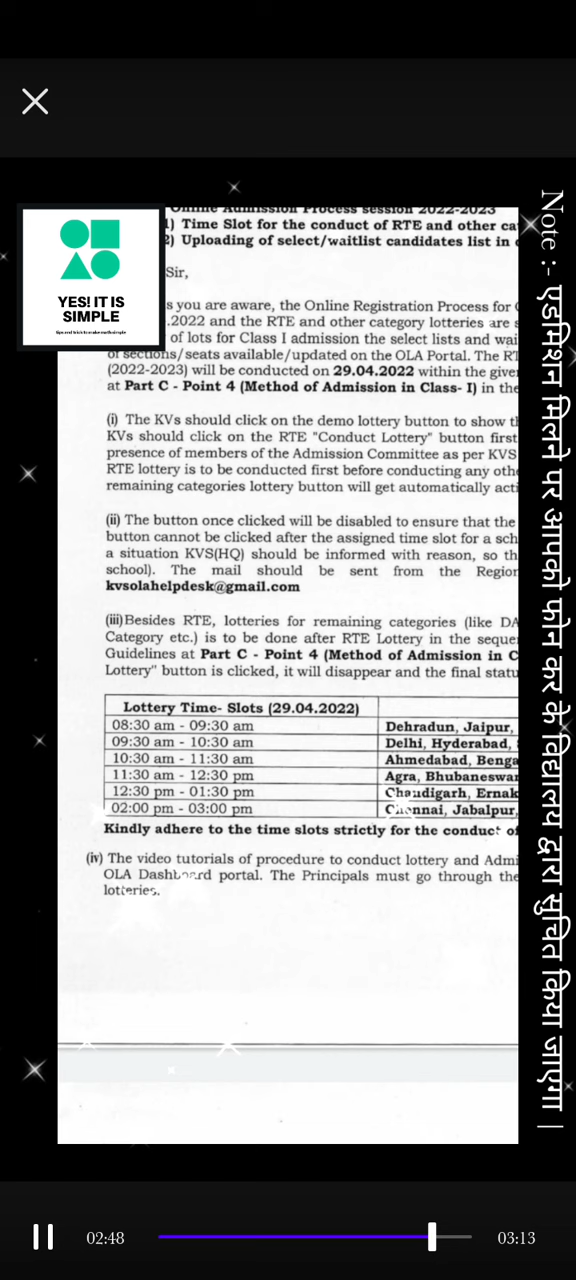 Online Admission Process session 2022-2023
1) Time Slot for the conduct of RTE and other ca
2) Uploading of select/waitlist candidates list in
YES! IT IS
SIMPLE
tips and tricks to make math simple
Sir,
s you are aware, the Online Registration Process for
.2022 and the RTE and other category lotteries are s
of lots for Class I admission the select lists and wai
of sections/seats available/updated on the OLA Portal. The RT
(2022-2023) will be conducted on 29.04.2022 within the give
at Part C - Point 4 (Method of Admission in Class- I) in the
(i) The KVs should click on the demo lottery button to show th
KVs should click on the RTE "Conduct Lottery" button first
presence of members of the Admission Committee as per KVS
RTE lottery is to be conducted first before conducting any othe
remaining categories lottery button will get automatically acti
(ii) The button once clicked will be disabled to ensure that the
button cannot be clicked after the assigned time slot for a sch
a situation KVS(HQ) should be informed with reason, so th
school). The mail should be sent from the Region
kvsolahelpdesk@gmail.com
(iii)Besides RTE, lotteries for remaining categories (like DA
Category etc.) is to be done after RTE Lottery in the seque
Guidelines at Part C - Point 4 (Method of Admission in C
Lottery" button is clicked, it will disappear and the final statu
Lottery Time- Slots (29.04.2022)
08:30 am - 09:30 am Dehradun, Jaipur,
09:30 am - 10:30 am Delhi, Hyderabad,
10:30 am - 11:30 am Ahmedabad, Benga
11:30 am - 12:30 pm Agra, Bhubaneswar
12:30 pm - 01:30 pm Chandigarh, Ernak
02:00 pm - 03:00 pm Chennai, Jabalpur,
Kindly adhere to the time slots strictly for the conduct of
(iv) The video tutorials of procedure to conduct lottery and Admi
OLA Dashboard portal. The Principals must go through the
lotteries.
Note :- एडमिशन मिलने पर आपको फोन कर के विद्यालय द्वारा सुचित किया जाएगा |
02:48
03:13